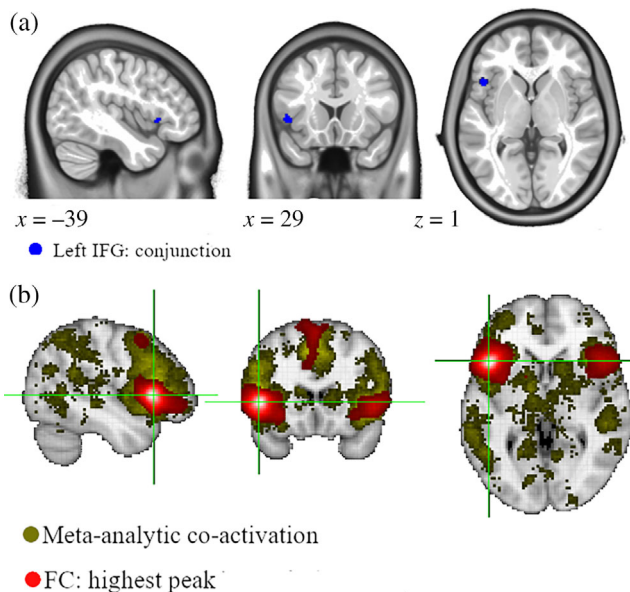 (a)
x = –39 x = 29 z = 1
Left IFG: conjunction
(b)
Meta-analytic co-activation
FC: highest peak